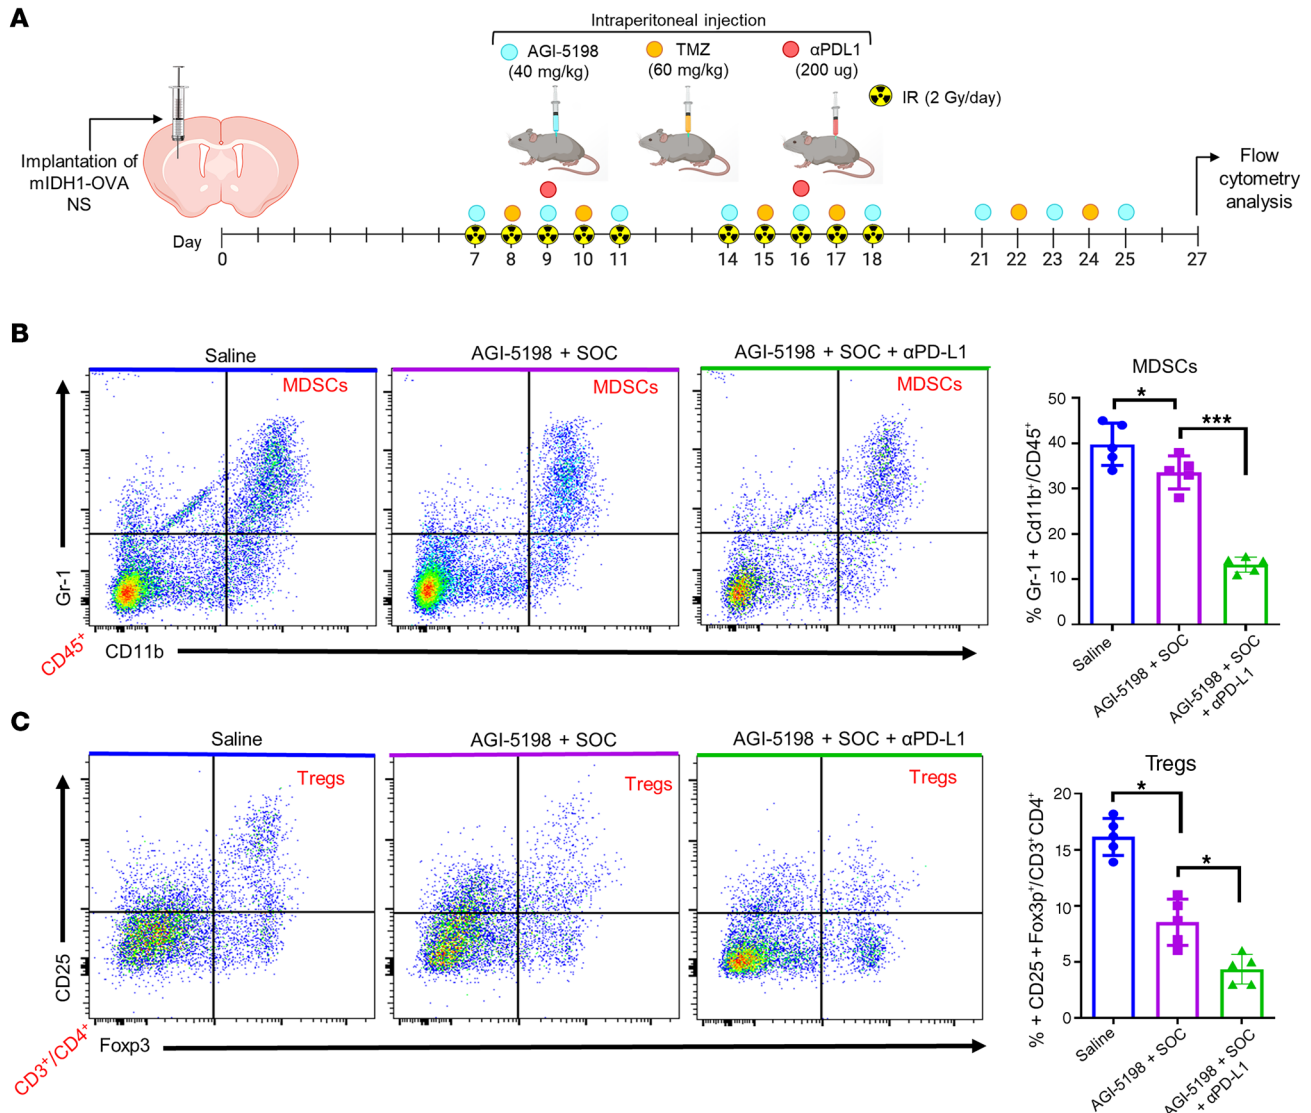 A
Intraperitoneal injection
AGI-5198
(40 mg/kg)
TMZ
(60 mg/kg)
αPDL1
(200 ug)
IR (2 Gy/day)
Implantation of
mIDH1-OVA
NS
Flow
cytometry
analysis
Day
0
7
8
9
10
11
14
15
16
17
18
21
22
23
24
25
27
B
Saline
AGI-5198 + SOC
AGI-5198 + SOC + αPD-L1
MDSCs
MDSCs
MDSCs
Gr-1
CD45⁺
CD11b
MDSCs
% Gr-1 + Cd11b⁺/CD45⁺
50
40
30
20
10
0
*
***
Saline
AGI-5198 + SOC
AGI-5198 + SOC
+ αPD-L1
C
Saline
AGI-5198 + SOC
AGI-5198 + SOC + αPD-L1
Tregs
Tregs
Tregs
CD25
CD3⁺/CD4⁺
Foxp3
Tregs
% + CD25 + Fox3p⁺/CD3⁺CD4⁺
20
15
10
5
0
*
*
Saline
AGI-5198 + SOC
AGI-5198 + SOC
+ αPD-L1